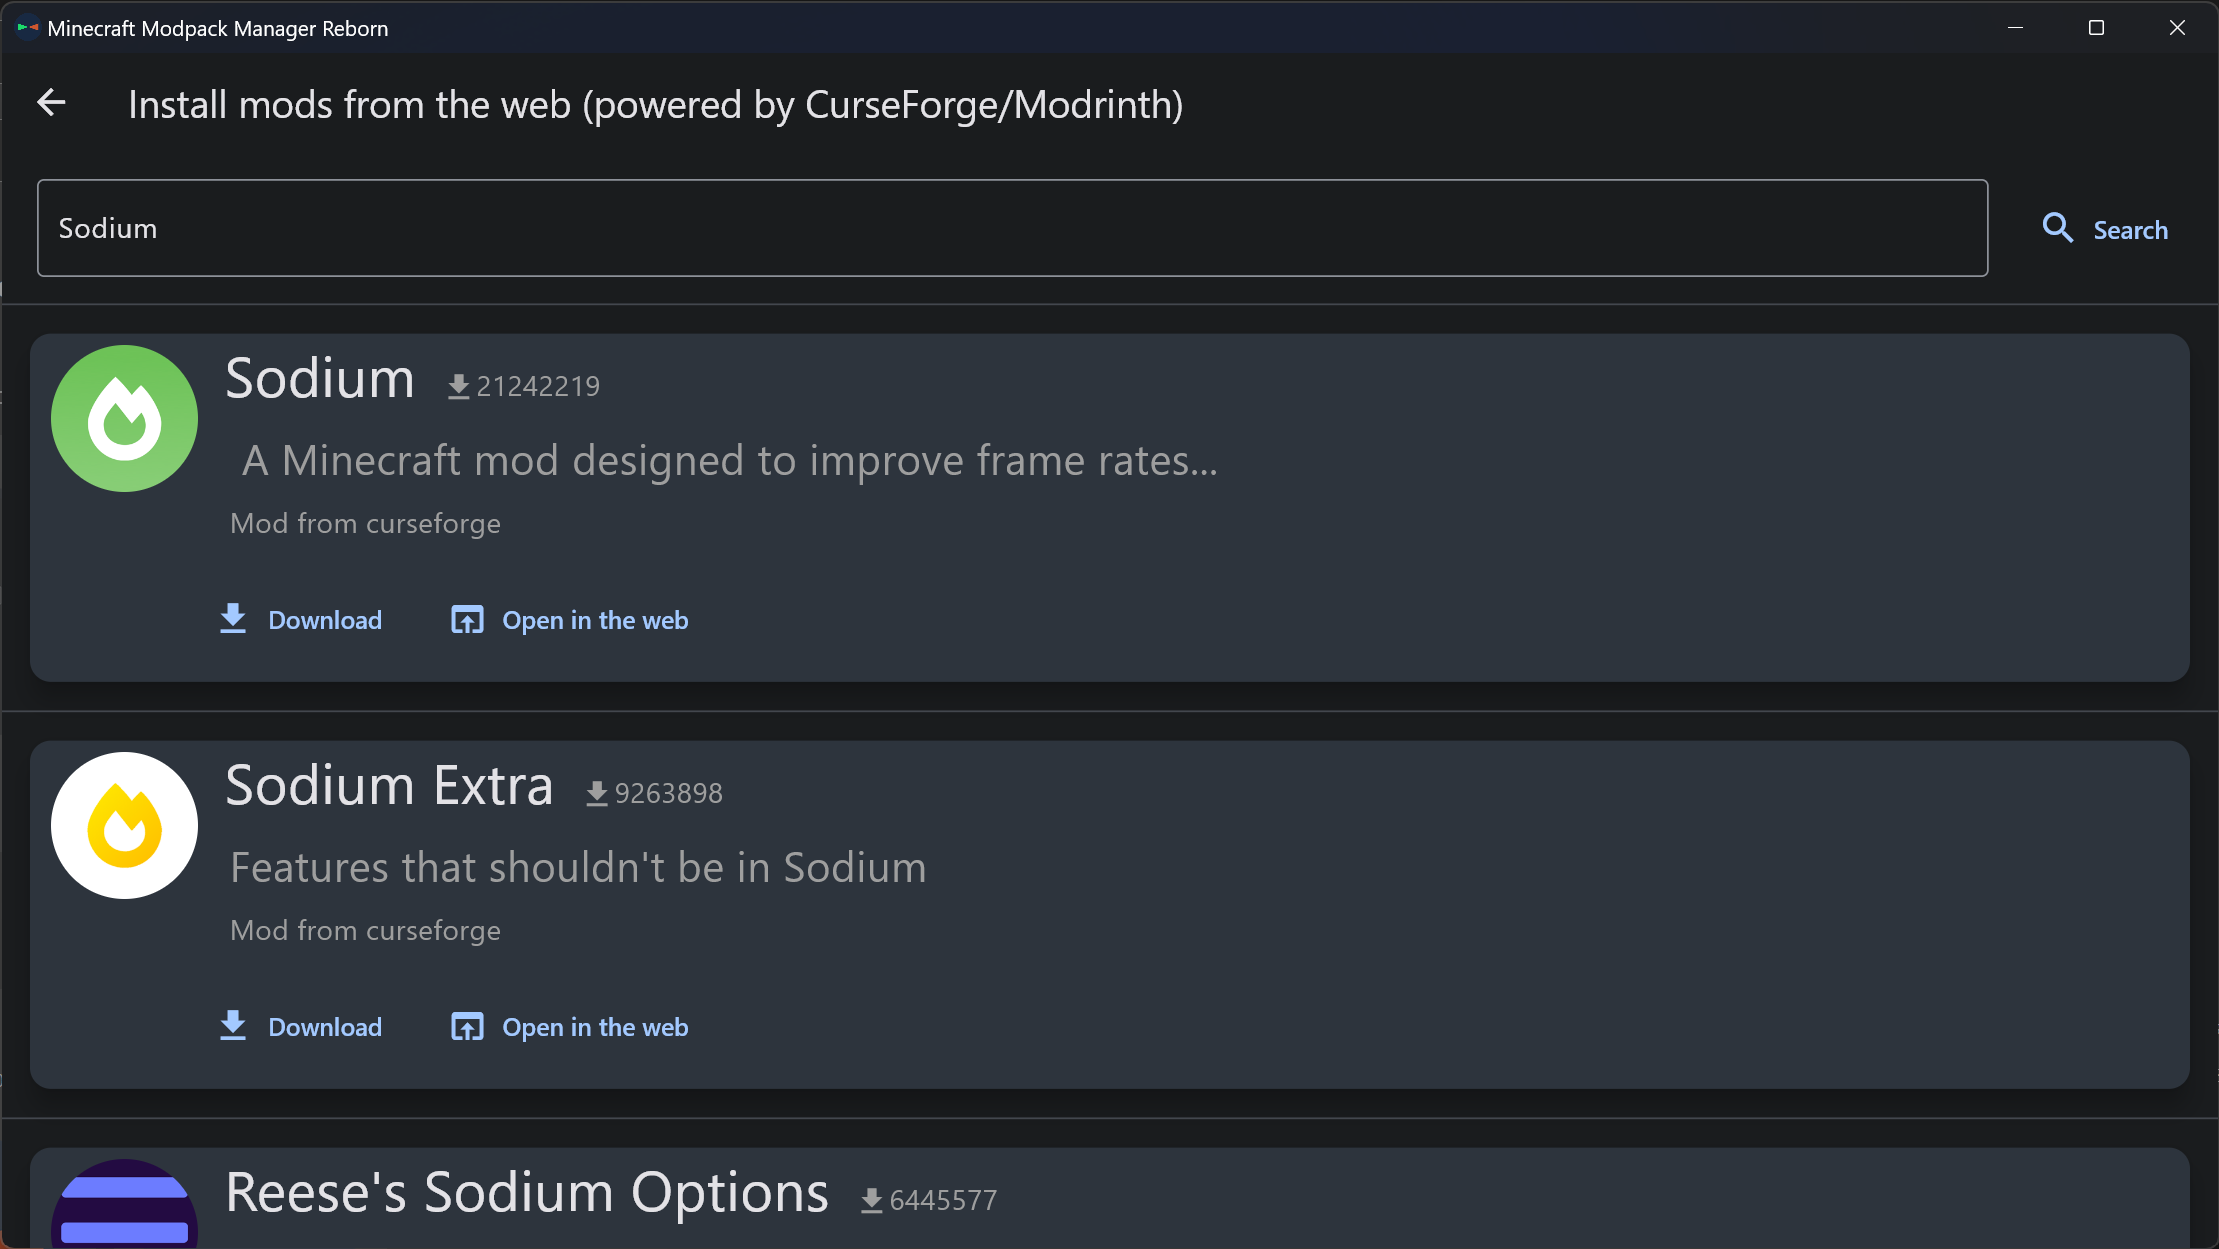 Minecraft Modpack Manager Reborn
Install mods from the web (powered by CurseForge/Modrinth)
Sodium
Search
Sodium 21242219
A Minecraft mod designed to improve frame rates...
Mod from curseforge
Download Open in the web
Sodium Extra 9263898
Features that shouldn't be in Sodium
Mod from curseforge
Download Open in the web
Reese's Sodium Options 6445577